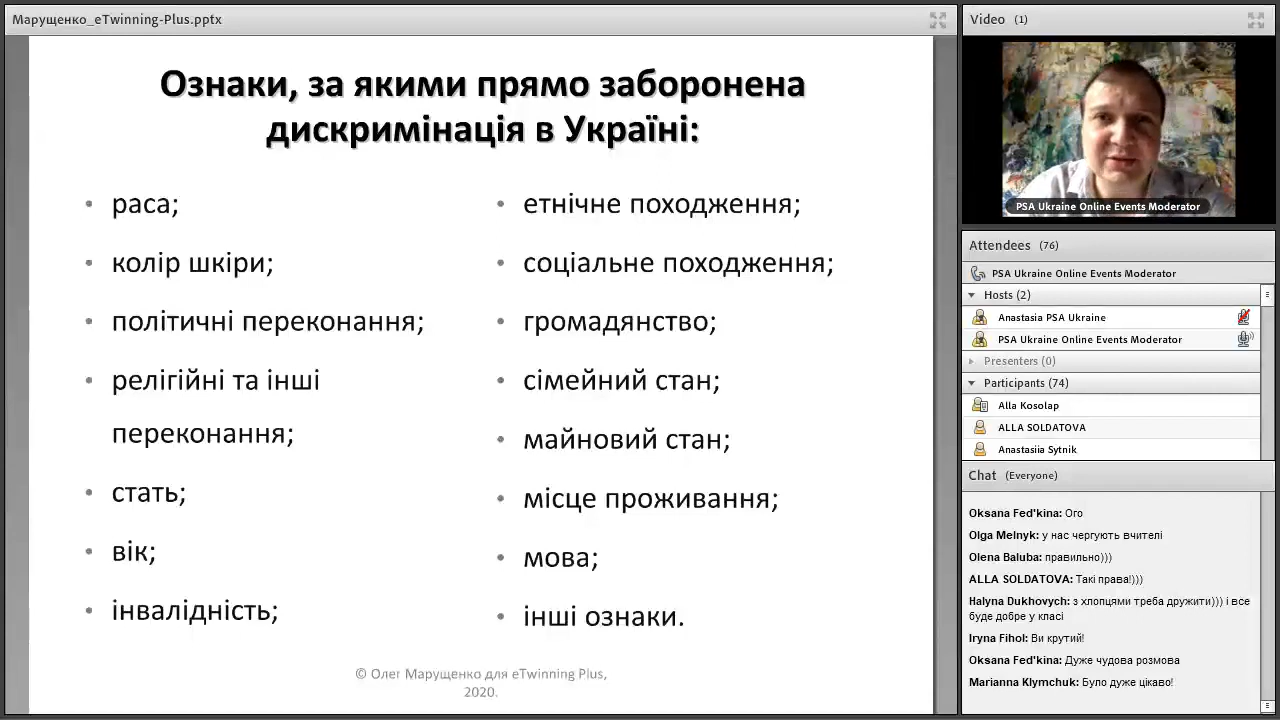 Марущенко_eTwinning-Plus.pptx
Ознаки, за якими прямо заборонена
дискримінація в Україні:
• раса;
• колір шкіри;
• політичні переконання;
• релігійні та інші
переконання;
• стать;
• вік;
• інвалідність;
• етнічне походження;
• соціальне походження;
• громадянство;
• сімейний стан;
• майновий стан;
• місце проживання;
• мова;
• інші ознаки.
© Олег Марущенко для eTwinning Plus,
2020.
Video (1)
PSA Ukraine Online Events Moderator
Attendees (76)
PSA Ukraine Online Events Moderator
Hosts (2)
Anastasia PSA Ukraine
PSA Ukraine Online Events Moderator
Presenters (0)
Participants (74)
Alla Kosolap
ALLA SOLDATOVA
Anastasiia Sytnik
Chat (Everyone)
Oksana Fed'kina: Ого
Olga Melnyk: у нас чергують вчителі
Olena Baluba: правильно)))
ALLA SOLDATOVA: Такі права!)))
Halyna Dukhovych: з хлопцями треба дружити))) і все
буде добре у класі
Iryna Fihol: Ви крутий!
Oksana Fed'kina: Дуже чудова розмова
Marianna Klymchuk: Було дуже цікаво!